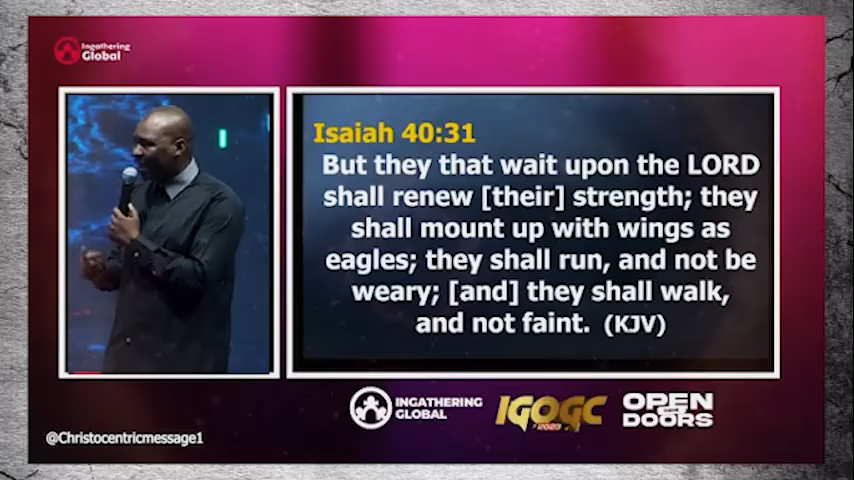 Ingathering
Global
Isaiah 40:31
But they that wait upon the LORD
shall renew [their] strength; they
shall mount up with wings as
eagles; they shall run, and not be
weary; [and] they shall walk,
and not faint. (KJV)
INGATHERING
GLOBAL
IGOGC
2023
OPEN
DOORS
@Christocentricmessage1